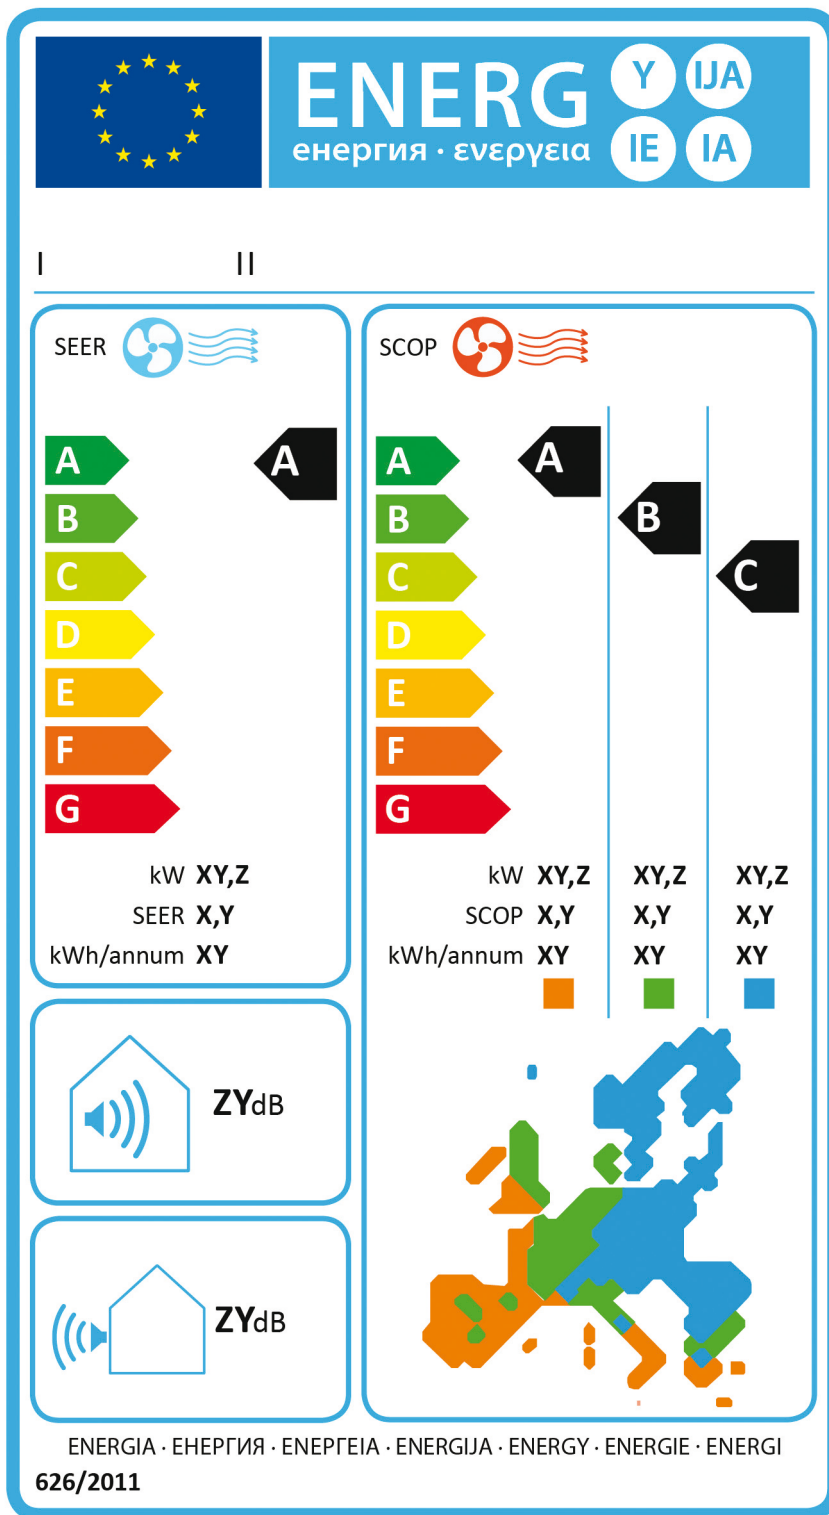 ENERG Y IJA
енергия · ενεργεια IE IA
I II
SEER
A A
B
C
D
E
F
G
kW XY,Z
SEER X,Y
kWh/annum XY
SCOP
A A
B B
C C
D
E
F
G
kW XY,Z XY,Z XY,Z
SCOP X,Y X,Y X,Y
kWh/annum XY XY XY
ZYdB
ZYdB
ENERGIA · ЕНЕРГИЯ · ΕΝΕΡΓΕΙΑ · ENERGIJA · ENERGY · ENERGIE · ENERGI
626/2011